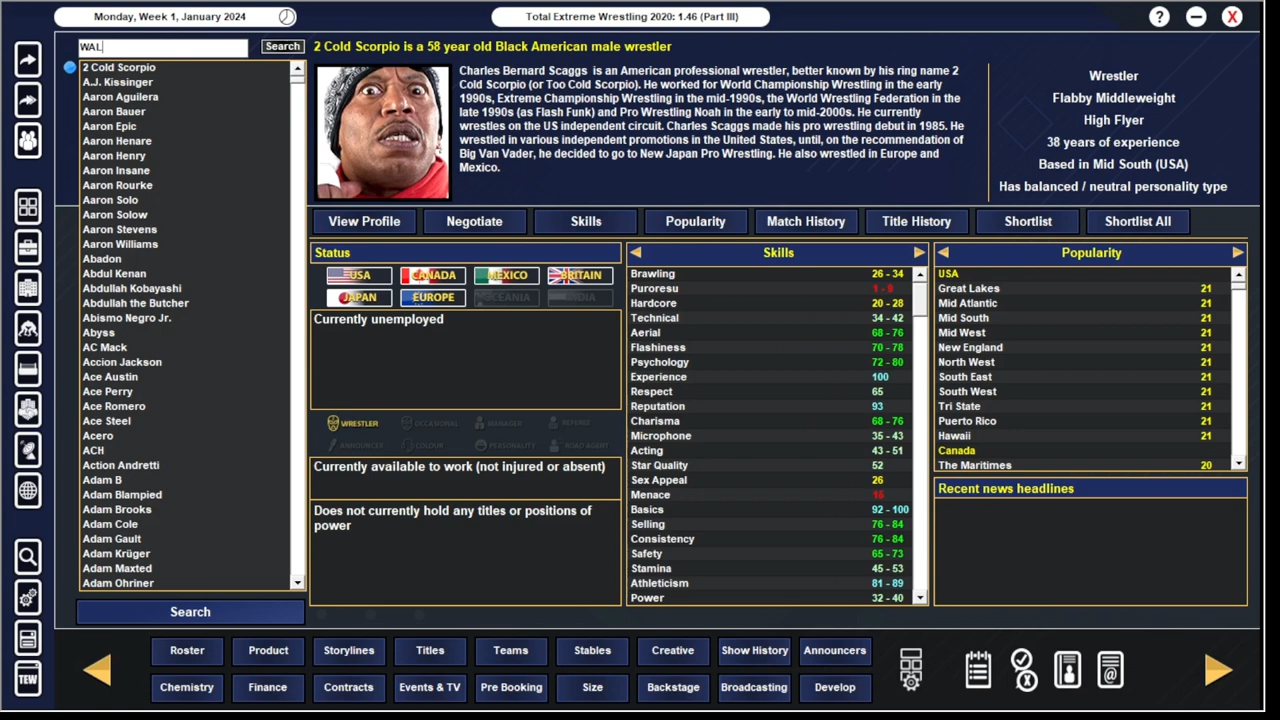 Monday, Week 1, January 2024
Total Extreme Wrestling 2020: 1.46 (Part III)
?
X
WAL
Search
2 Cold Scorpio
A.J. Kissinger
Aaron Aguilera
Aaron Bauer
Aaron Epic
Aaron Henare
Aaron Henry
Aaron Insane
Aaron Rourke
Aaron Solo
Aaron Solow
Aaron Stevens
Aaron Williams
Abadon
Abdul Kenan
Abdullah Kobayashi
Abdullah the Butcher
Abismo Negro Jr.
Abyss
AC Mack
Accion Jackson
Ace Austin
Ace Perry
Ace Romero
Ace Steel
Acero
ACH
Action Andretti
Adam B
Adam Blampied
Adam Brooks
Adam Cole
Adam Gault
Adam Krüger
Adam Maxted
Adam Ohriner
Search
2 Cold Scorpio is a 58 year old Black American male wrestler
Charles Bernard Scaggs is an American professional wrestler, better known by his ring name 2
Cold Scorpio (or Too Cold Scorpio). He worked for World Championship Wrestling in the early
1990s, Extreme Championship Wrestling in the mid-1990s, the World Wrestling Federation in the
late 1990s (as Flash Funk) and Pro Wrestling Noah in the early to mid-2000s. He currently
wrestles on the US independent circuit. Charles Scaggs made his pro wrestling debut in 1985. He
wrestled in various independent promotions in the United States, until, on the recommendation of
Big Van Vader, he decided to go to New Japan Pro Wrestling. He also wrestled in Europe and
Mexico.
Wrestler
Flabby Middleweight
High Flyer
38 years of experience
Based in Mid South (USA)
Has balanced / neutral personality type
View Profile Negotiate Skills Popularity Match History Title History Shortlist Shortlist All
Status
USA CANADA MEXICO BRITAIN
JAPAN EUROPE OCEANIA INDIA
Currently unemployed
WRESTLER OCCASIONAL MANAGER REFEREE
ANNOUNCER COLOUR PERSONALITY ROAD AGENT
Currently available to work (not injured or absent)
Does not currently hold any titles or positions of
power
Skills
Brawling 26 - 34
Puroresu 1 - 9
Hardcore 20 - 28
Technical 34 - 42
Aerial 68 - 76
Flashiness 70 - 78
Psychology 72 - 80
Experience 100
Respect 65
Reputation 93
Charisma 68 - 76
Microphone 35 - 43
Acting 43 - 51
Star Quality 52
Sex Appeal 26
Menace 15
Basics 92 - 100
Selling 76 - 84
Consistency 76 - 84
Safety 65 - 73
Stamina 45 - 53
Athleticism 81 - 89
Power 32 - 40
Popularity
USA
Great Lakes 21
Mid Atlantic 21
Mid South 21
Mid West 21
New England 21
North West 21
South East 21
South West 21
Tri State 21
Puerto Rico 21
Hawaii 21
Canada
The Maritimes 20
Recent news headlines
TEW
Roster Product Storylines Titles Teams Stables Creative Show History Announcers
Chemistry Finance Contracts Events & TV Pre Booking Size Backstage Broadcasting Develop
@